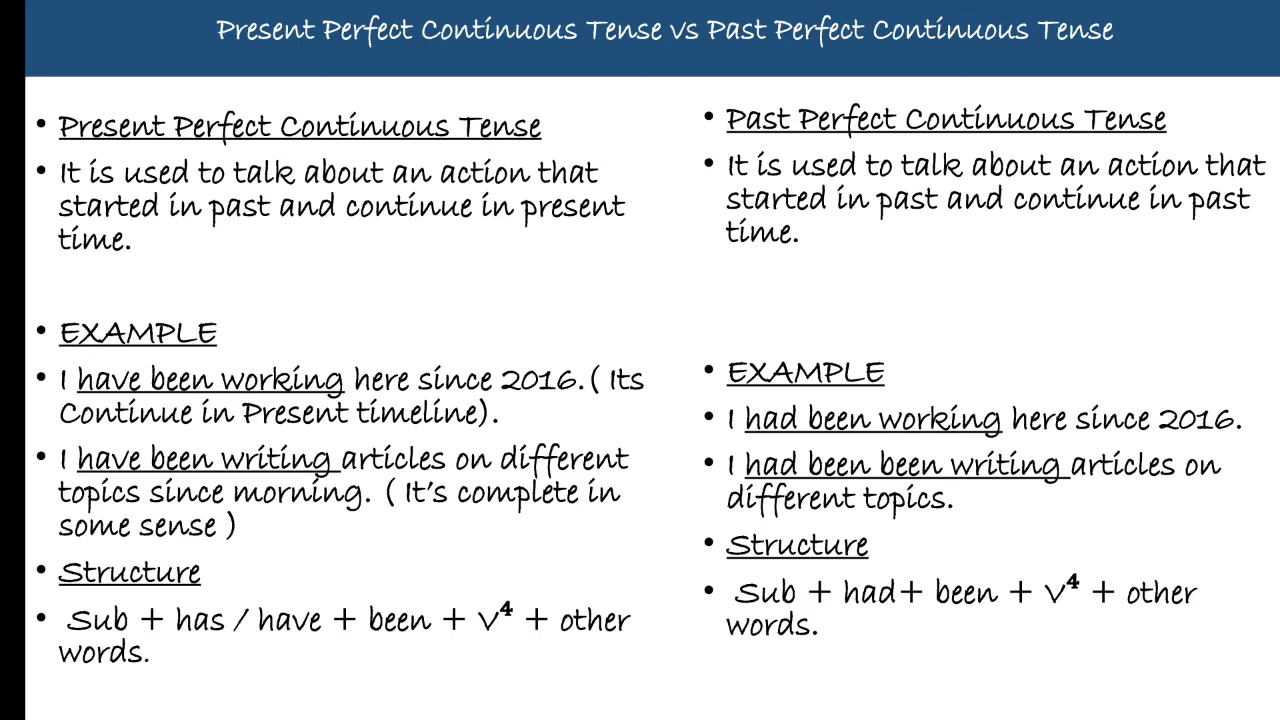 Present Perfect Continuous Tense vs Past Perfect Continuous Tense
• Present Perfect Continuous Tense
• It is used to talk about an action that
started in past and continue in present
time.
• EXAMPLE
• I have been working here since 2016.( Its
Continue in Present timeline).
• I have been writing articles on different
topics since morning. ( It's complete in
some sense )
• Structure
• Sub + has / have + been + V⁴ + other
words.
• Past Perfect Continuous Tense
• It is used to talk about an action that
started in past and continue in past
time.
• EXAMPLE
• I had been working here since 2016.
• I had been been writing articles on
different topics.
• Structure
• Sub + had+ been + V⁴ + other
words.